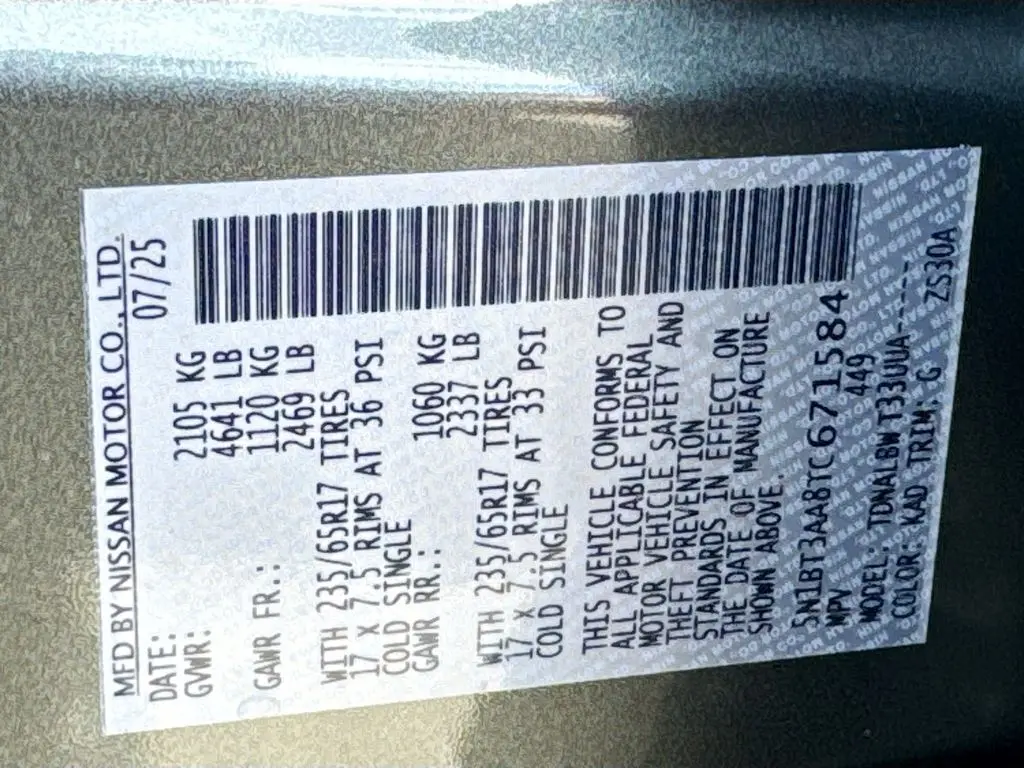 MFD BY NISSAN MOTOR CO., LTD.
DATE: 07/25
GVWR: 2105 KG
4641 LB
GAWR FR.: 1120 KG
2469 LB
WITH 235/65R17 TIRES
17 X 7.5 RIMS AT 36 PSI
COLD SINGLE
GAWR RR.: 1060 KG
2337 LB
WITH 235/65R17 TIRES
17 X 7.5 RIMS AT 33 PSI
COLD SINGLE
THIS VEHICLE CONFORMS TO
ALL APPLICABLE FEDERAL
MOTOR VEHICLE SAFETY AND
THEFT PREVENTION
STANDARDS IN EFFECT ON
THE DATE OF MANUFACTURE
SHOWN ABOVE.
5N1BT3AA8TC671584
MPV 449
MODEL: TDNALBWT33UUA-----
COLOR: KAD TRIM: G ZS30A